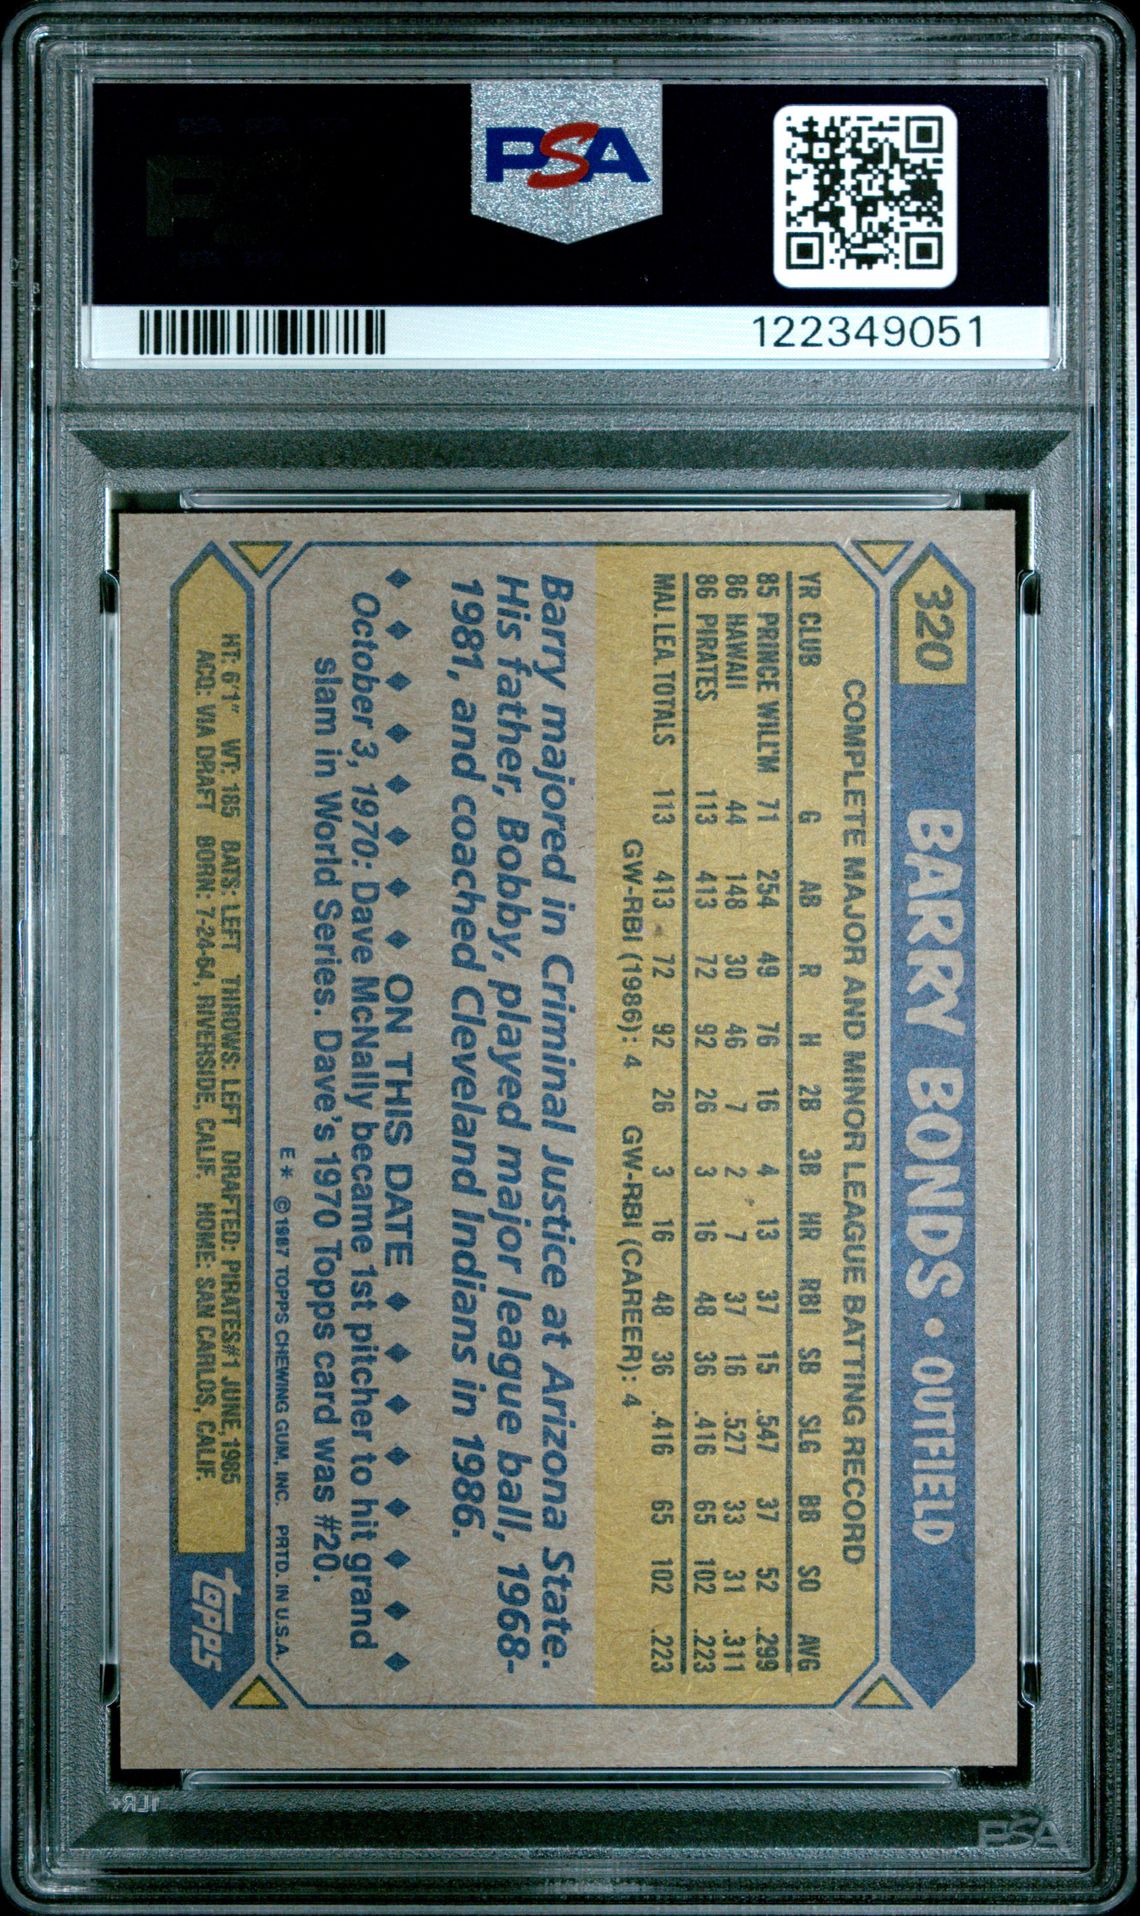 PSA
122349051
320 BARRY BONDS • OUTFIELD
COMPLETE MAJOR AND MINOR LEAGUE BATTING RECORD
YR CLUB G AB R H 2B 3B HR RBI SB SLG BB SO AVG
85 PRINCE WILL'M 71 254 49 76 16 4 13 37 15 .547 37 52 .299
86 HAWAII 44 148 30 46 7 2 7 37 16 .527 33 31 .311
86 PIRATES 113 413 72 92 26 3 16 48 36 .416 65 102 .223
MAJ. LEA. TOTALS 113 413 72 92 26 3 16 48 36 .416 65 102 .223
GW-RBI (1986): 4 GW-RBI (CAREER): 4
Barry majored in Criminal Justice at Arizona State.
His father, Bobby, played major league ball, 1968-
1981, and coached Cleveland Indians in 1986.
ON THIS DATE
October 3, 1970: Dave McNally became 1st pitcher to hit grand
slam in World Series. Dave's 1970 Topps card was #20.
E* ©1987 TOPPS CHEWING GUM, INC. PRTD. IN U.S.A.
HT: 6'1" WT: 185 BATS: LEFT THROWS: LEFT DRAFTED: PIRATES#1 JUNE, 1985
ACQ: VIA DRAFT BORN: 7-24-64, RIVERSIDE, CALIF. HOME: SAN CARLOS, CALIF.
topps
1LR+
PSA